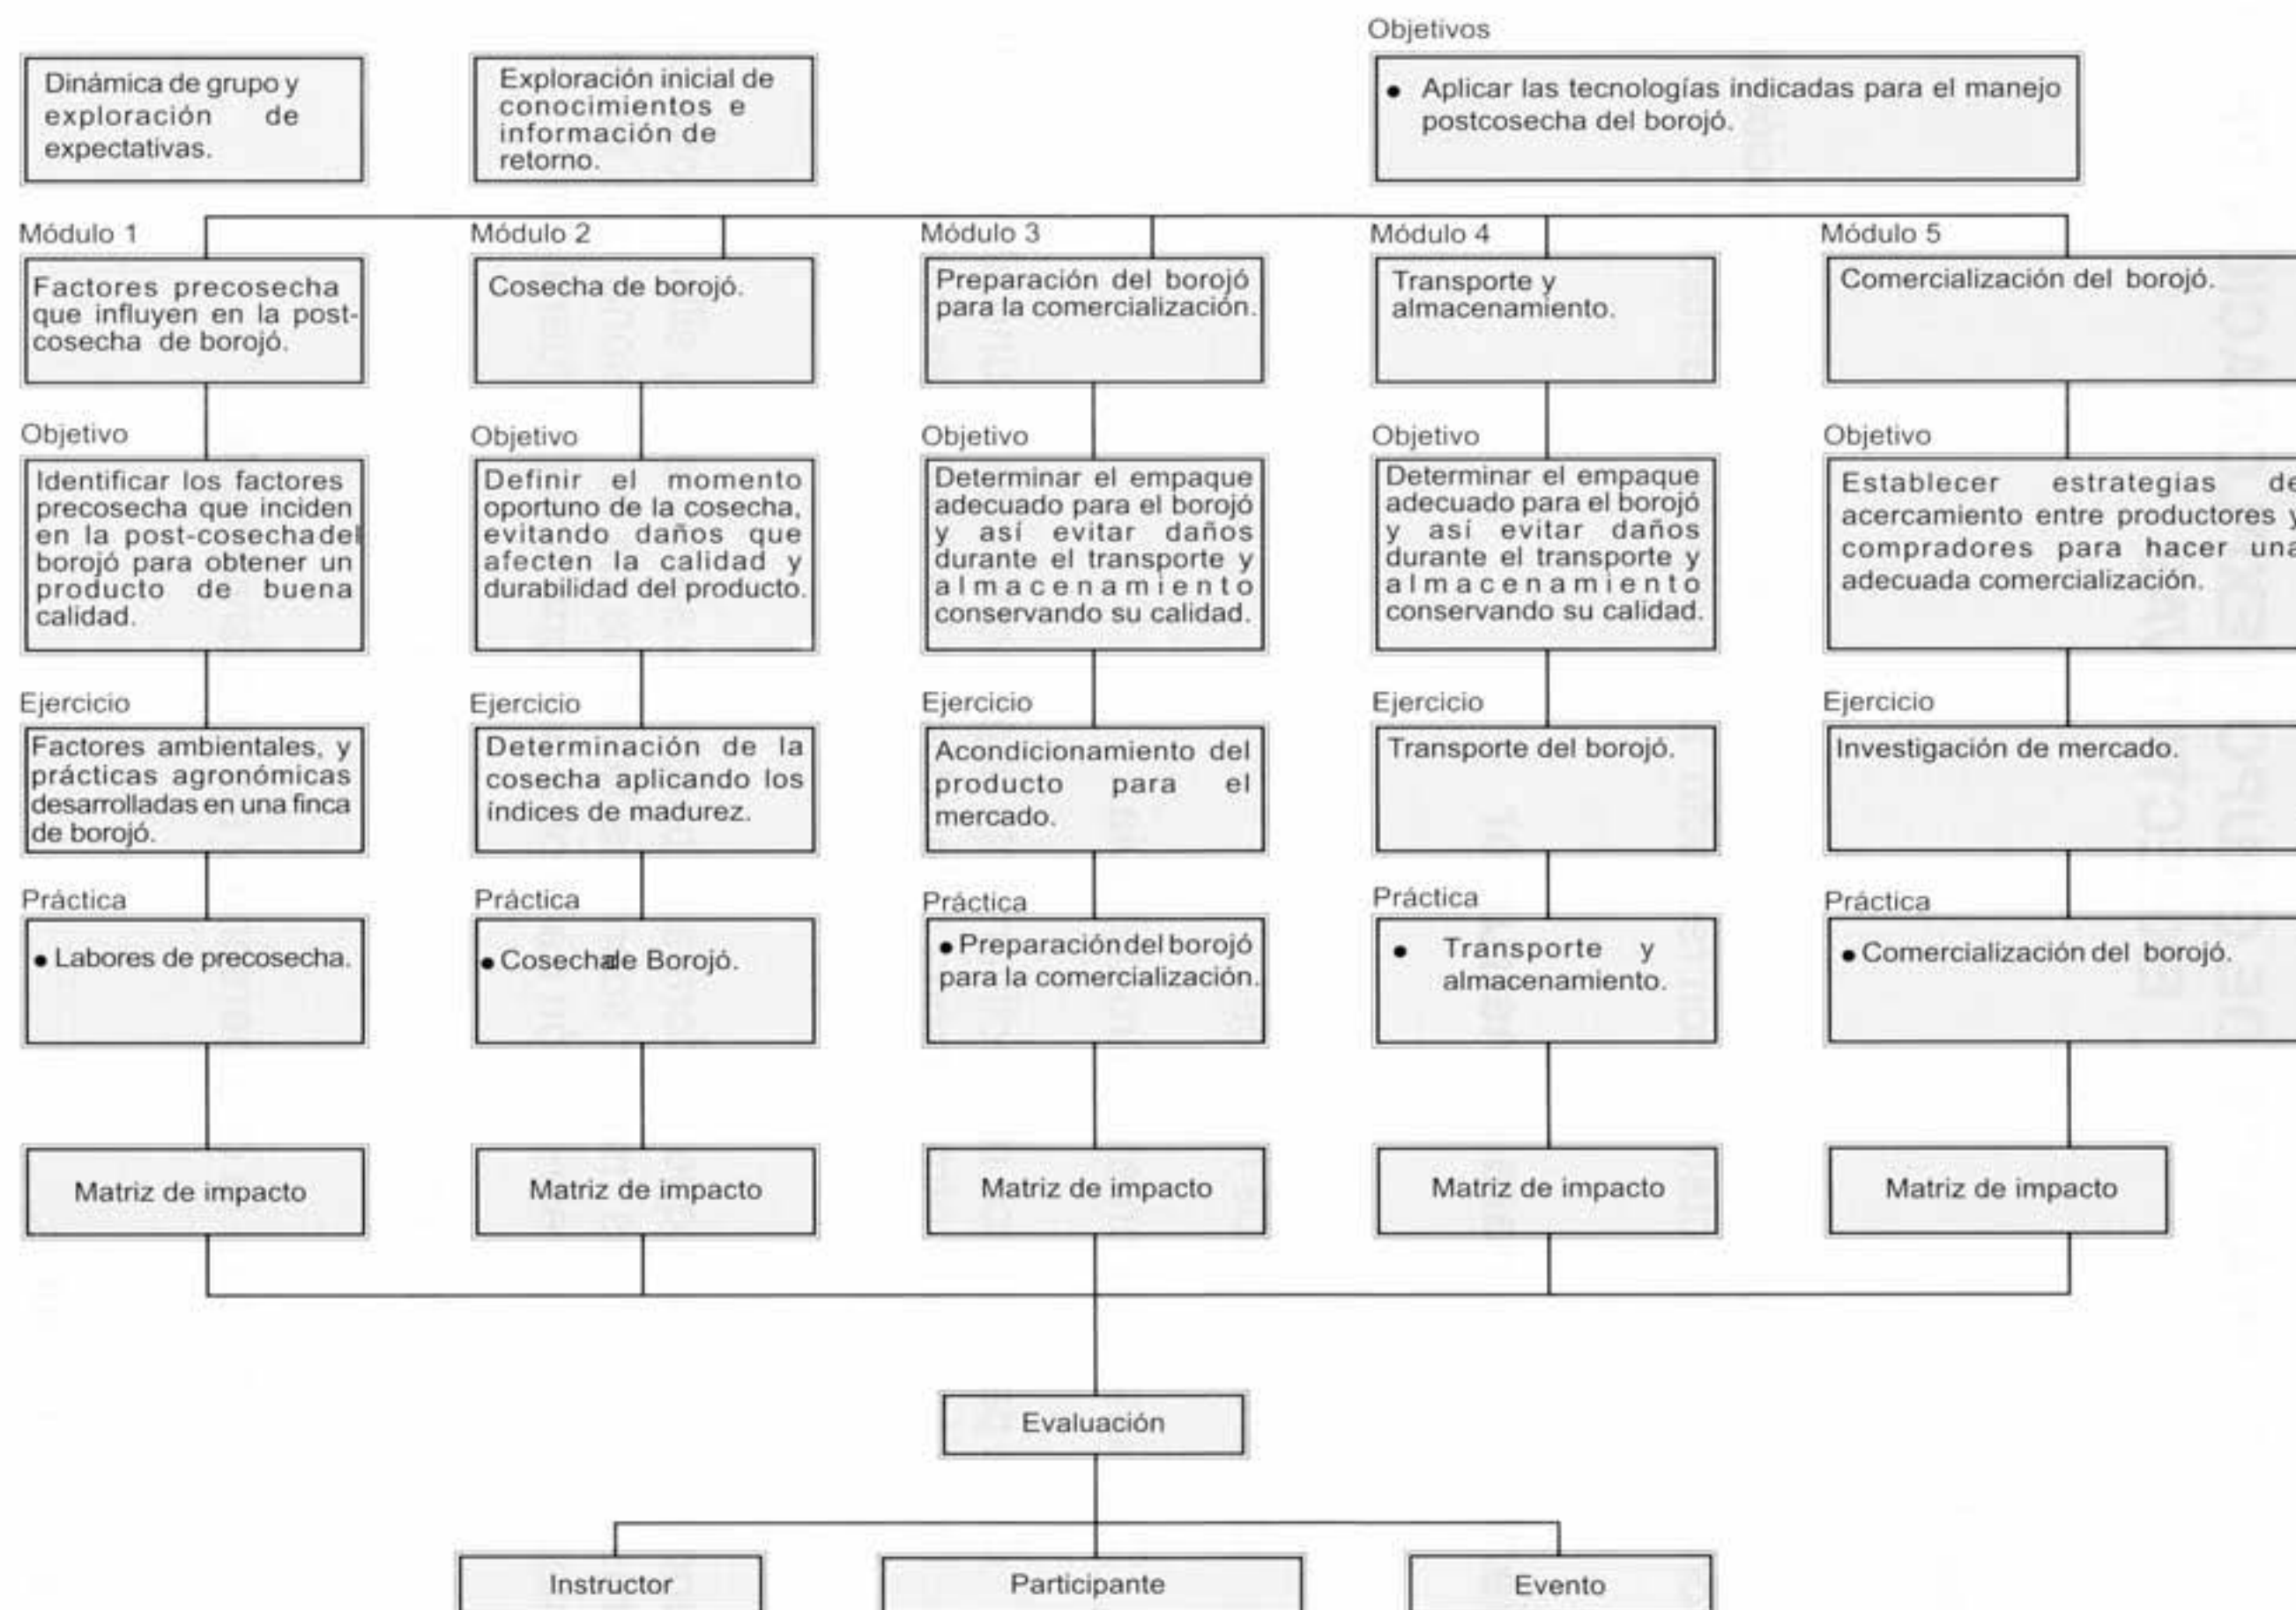 Objetivos
Dinámica de grupo y
exploración de
expectativas.
Exploración inicial de
conocimientos e
información de
retorno.
• Aplicar las tecnologías indicadas para el manejo
postcosecha del borojó.
Módulo 1
Factores precosecha
que influyen en la post-
cosecha de borojó.
Objetivo
Identificar los factores
precosecha que inciden
en la post-cosecha del
borojó para obtener un
producto de buena
calidad.
Ejercicio
Factores ambientales, y
prácticas agronómicas
desarrolladas en una finca
de borojó.
Práctica
• Labores de precosecha.
Matriz de impacto
Módulo 2
Cosecha de borojó.
Objetivo
Definir el momento
oportuno de la cosecha,
evitando daños que
afecten la calidad y
durabilidad del producto.
Ejercicio
Determinación de la
cosecha aplicando los
índices de madurez.
Práctica
• Cosecha de Borojó.
Matriz de impacto
Módulo 3
Preparación del borojó
para la comercialización.
Objetivo
Determinar el empaque
adecuado para el borojó
y así evitar daños
durante el transporte y
almacenamiento
conservando su calidad.
Ejercicio
Acondicionamiento del
producto para el
mercado.
Práctica
• Preparación del borojó
para la comercialización.
Matriz de impacto
Módulo 4
Transporte y
almacenamiento.
Objetivo
Determinar el empaque
adecuado para el borojó
y así evitar daños
durante el transporte y
almacenamiento
conservando su calidad.
Ejercicio
Transporte del borojó.
Práctica
• Transporte y
almacenamiento.
Matriz de impacto
Módulo 5
Comercialización del borojó.
Objetivo
Establecer estrategias de
acercamiento entre productores y
compradores para hacer una
adecuada comercialización.
Ejercicio
Investigación de mercado.
Práctica
• Comercialización del borojó.
Matriz de impacto
Evaluación
Instructor
Participante
Evento